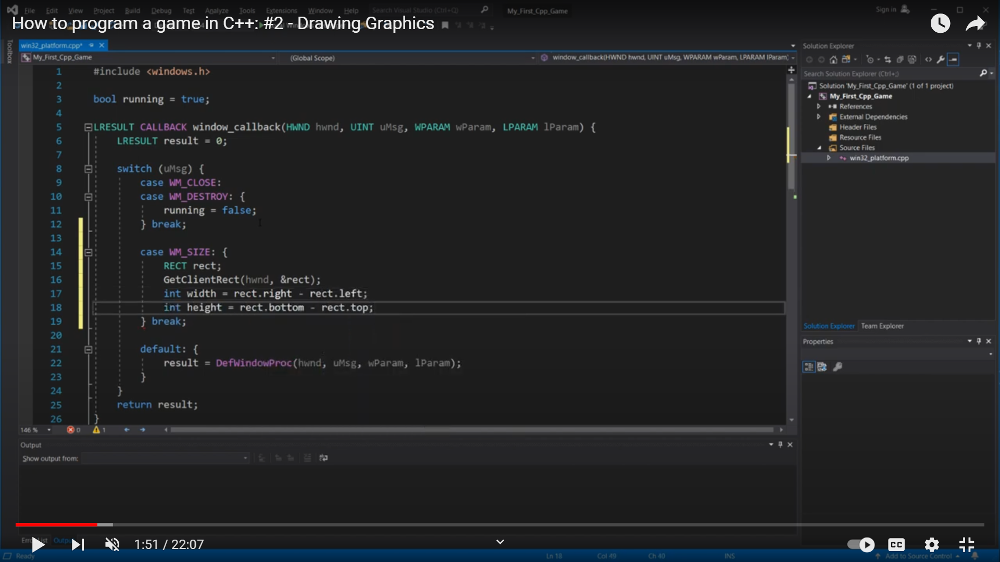 File Edit View Project Build Debug Test Analyze Tools Extensions Window Help Search Visual Studio (Ctrl+Q) My_First_Cpp_Game Sign in
How to program a game in C++: #2 - Drawing Graphics
Toolbox
win32_platform.cpp*
My_First_Cpp_Game (Global Scope) window_callback(HWND hwnd, UINT uMsg, WPARAM wParam, LPARAM lParam)
1 #include <windows.h>
2
3 bool running = true;
4
5 LRESULT CALLBACK window_callback(HWND hwnd, UINT uMsg, WPARAM wParam, LPARAM lParam) {
6 LRESULT result = 0;
7
8 switch (uMsg) {
9 case WM_CLOSE:
10 case WM_DESTROY: {
11 running = false;
12 } break;
13
14 case WM_SIZE: {
15 RECT rect;
16 GetClientRect(hwnd, &rect);
17 int width = rect.right - rect.left;
18 int height = rect.bottom - rect.top;
19 } break;
20
21 default: {
22 result = DefWindowProc(hwnd, uMsg, wParam, lParam);
23 }
24 }
25 return result;
26 }
146 % 0 1
Output
Show output from:
Solution Explorer
Search Solution Explorer (Ctrl+;)
Solution 'My_First_Cpp_Game' (1 of 1 project)
My_First_Cpp_Game
References
External Dependencies
Header Files
Resource Files
Source Files
win32_platform.cpp
Solution Explorer Team Explorer
Properties
1:51 / 22:07
CC
Ready Ln 18 Col 49 Ch 40 INS Add to Source Control